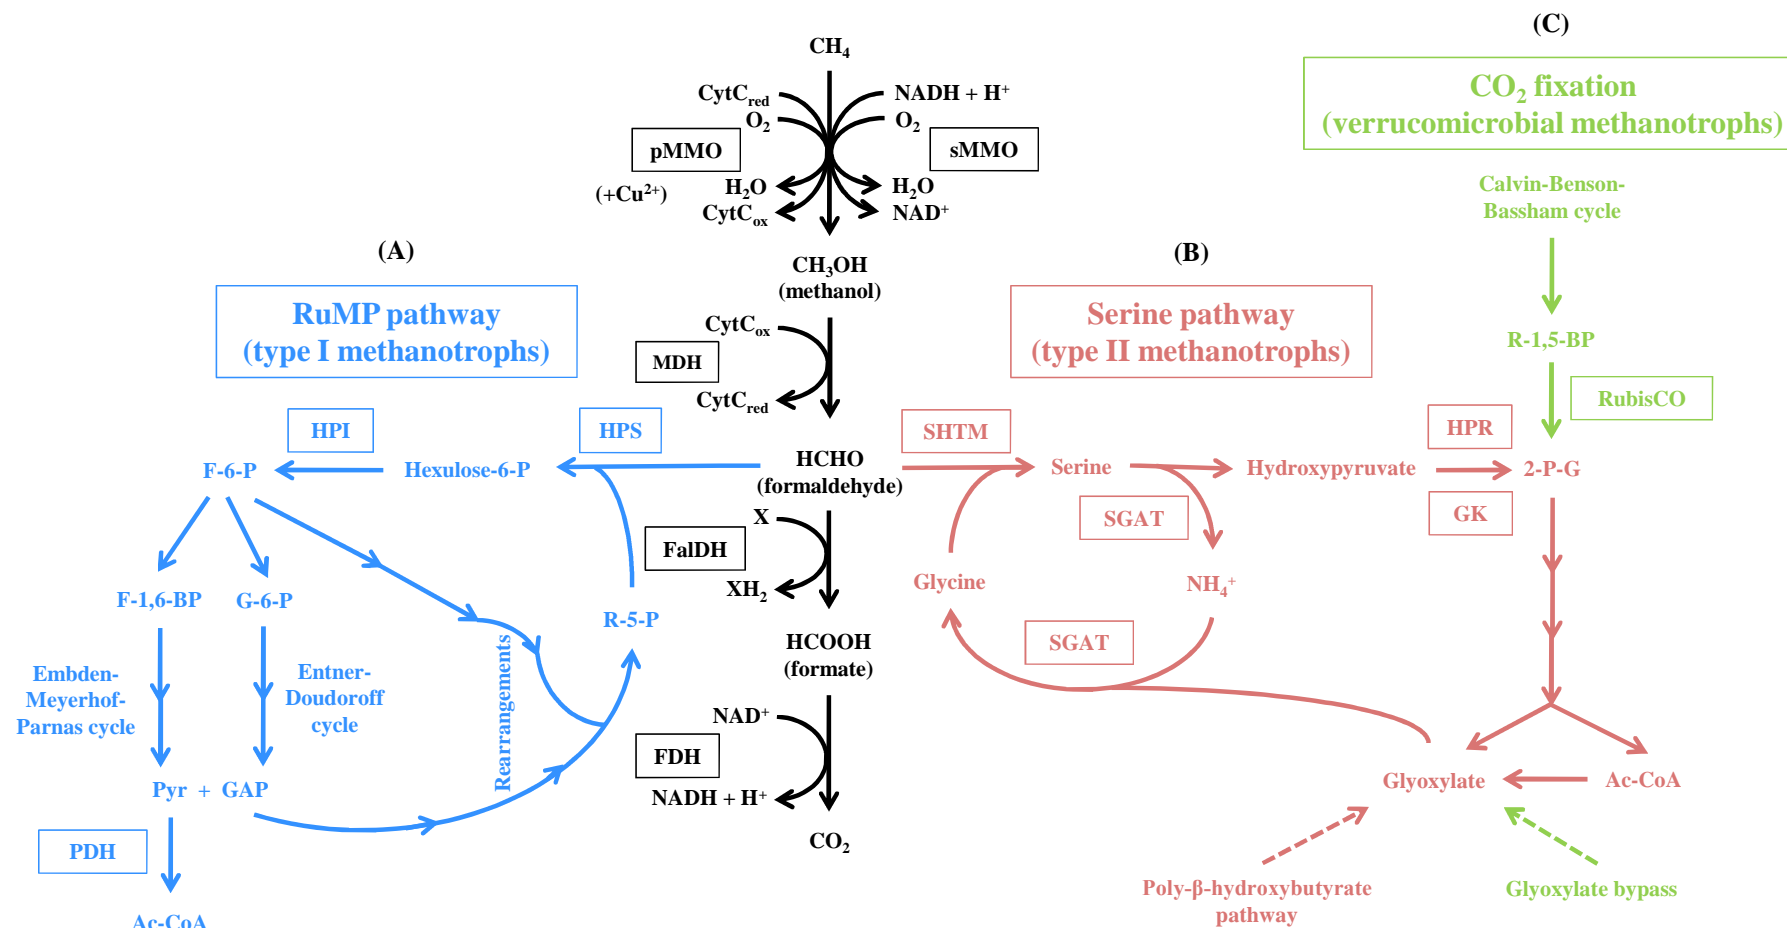 (C)
CO₂ fixation
(verrucomicrobial methanotrophs)
Calvin-Benson-
Bassham cycle
R-1,5-BP
RubisCO
CH₄
CytC_red
NADH + H⁺
O₂
O₂
pMMO
sMMO
(+Cu²⁺)
H₂O
H₂O
CytC_ox
NAD⁺
CH₃OH
(methanol)
CytC_ox
MDH
CytC_red
HCHO
(formaldehyde)
X
FalDH
XH₂
HCOOH
(formate)
NAD⁺
FDH
NADH + H⁺
CO₂
(A)
RuMP pathway
(type I methanotrophs)
HPI
HPS
F-6-P
Hexulose-6-P
F-1,6-BP
G-6-P
R-5-P
Embden-
Meyerhof-
Parnas cycle
Entner-
Doudoroff
cycle
Rearrangements
Pyr + GAP
PDH
Ac-CoA
(B)
Serine pathway
(type II methanotrophs)
SHTM
HPR
Serine
Hydroxypyruvate
2-P-G
SGAT
GK
Glycine
NH₄⁺
SGAT
Glyoxylate
Ac-CoA
Poly-β-hydroxybutyrate
pathway
Glyoxylate bypass